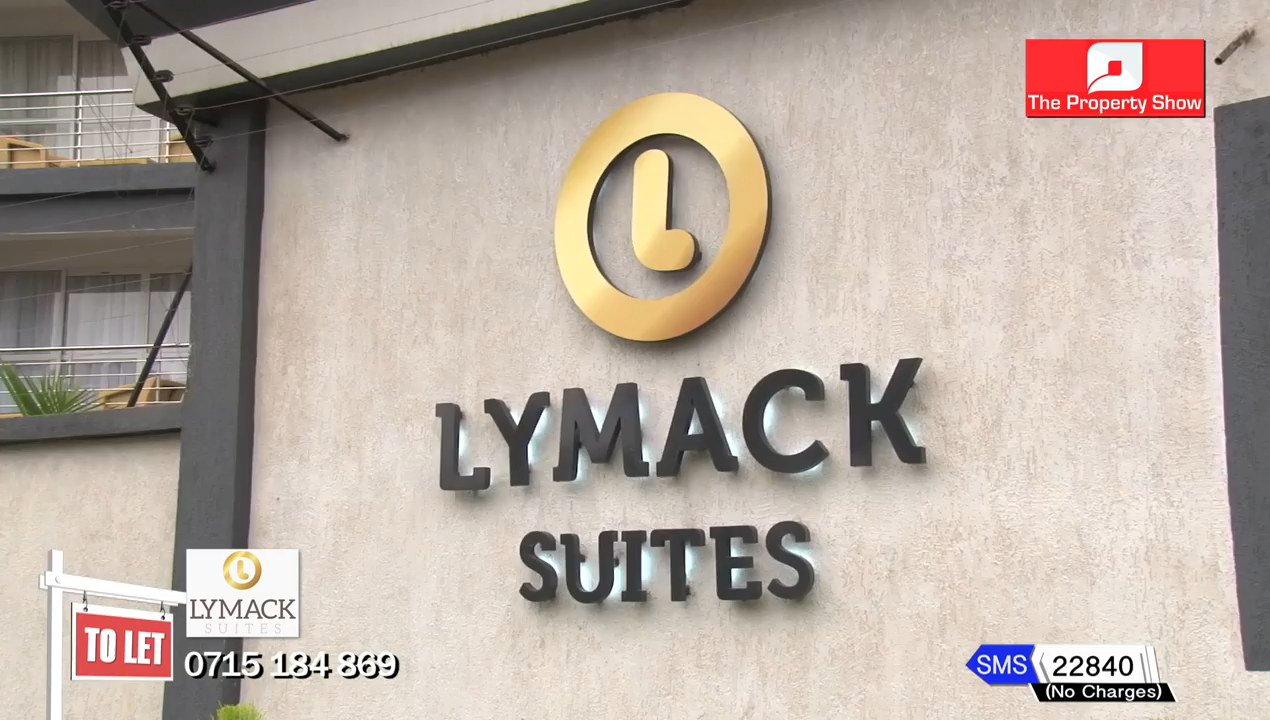 The Property Show
L
LYMACK
SUITES
LYMACK
SUITES
TO LET
0715 184 869
SMS 22840
(No Charges)